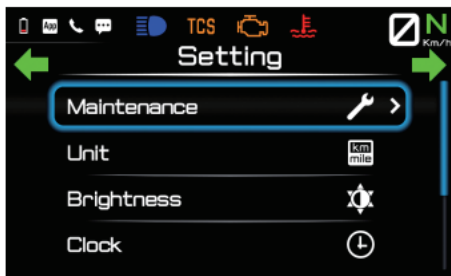 App TCS N
Km/h
Setting
Maintenance
Unit km
mile
Brightness
Clock